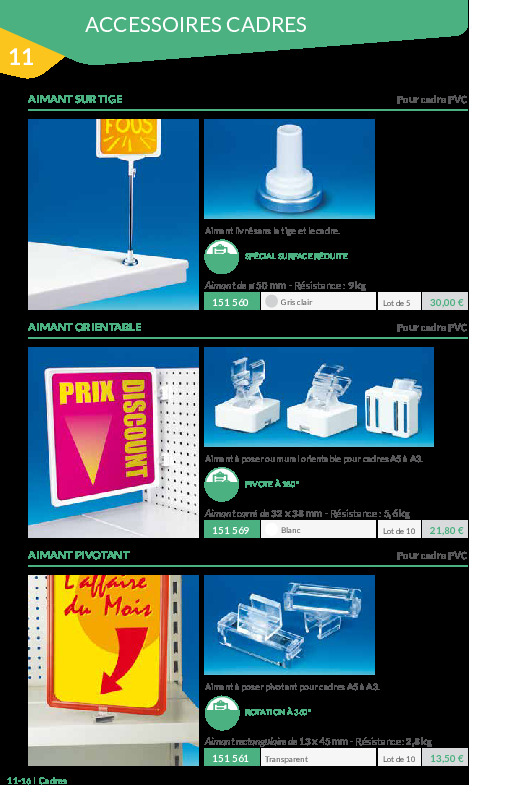 ACCESSOIRES CADRES
11
AIMANT SUR TIGE Pour cadre PVC
FOUS
Aimant livré sans la tige et le cadre.
SPÉCIAL SURFACE RÉDUITE
Aimant de ø 50 mm - Résistance : 9 kg
151 560 Gris clair Lot de 5 30,00 €
AIMANT ORIENTABLE Pour cadre PVC
PRIX DISCOUNT
Aimant à poser ou mural orientable pour cadres A5 à A3.
PIVOTE À 180°
Aimant carré de 32 x 38 mm - Résistance : 5,6 kg
151 569 Blanc Lot de 10 21,80 €
AIMANT PIVOTANT Pour cadre PVC
L'affaire
du Mois
Aimant à poser pivotant pour cadres A5 à A3.
ROTATION À 360°
Aimant rectangulaire de 13 x 45 mm - Résistance : 2,8 kg
151 561 Transparent Lot de 10 13,50 €
11-16 | Cadres